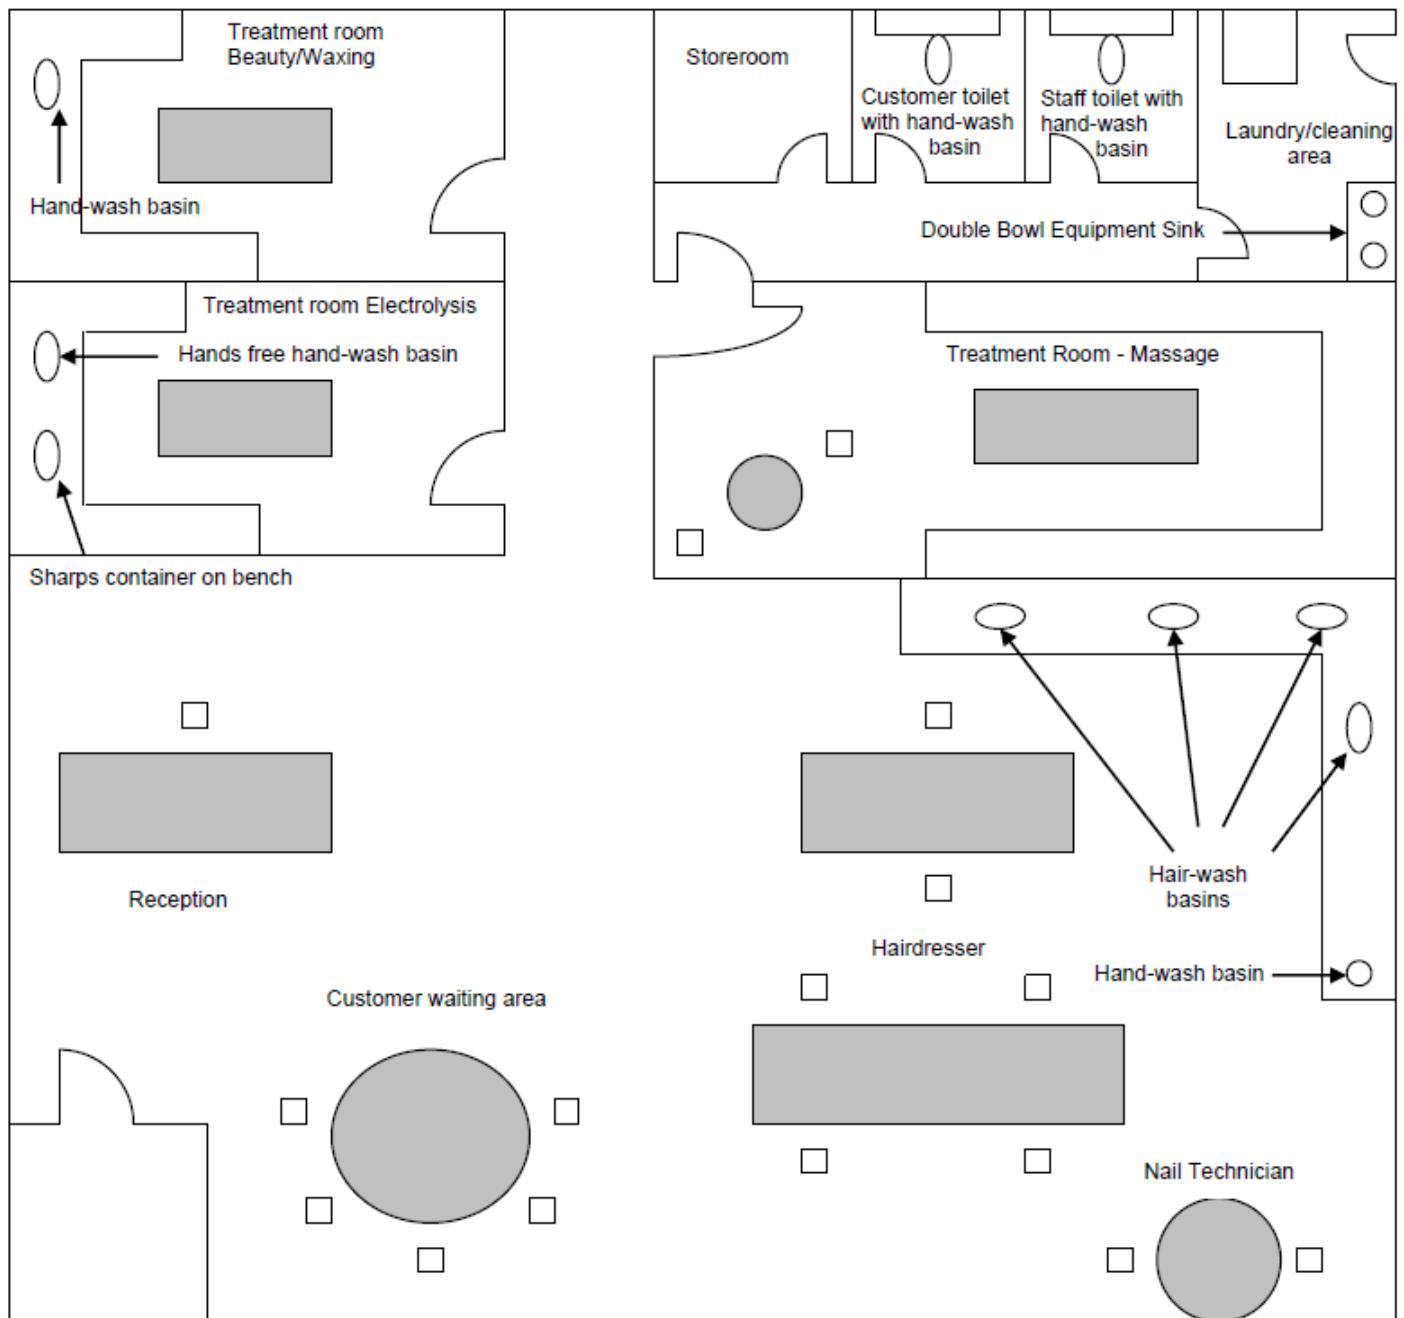 Treatment room
Beauty/Waxing
Storeroom
Customer toilet
with hand-wash
basin
Staff toilet with
hand-wash
basin
Laundry/cleaning
area
Hand-wash basin
Double Bowl Equipment Sink
Treatment room Electrolysis
Hands free hand-wash basin
Treatment Room - Massage
Sharps container on bench
Reception
Hair-wash
basins
Hairdresser
Hand-wash basin
Customer waiting area
Nail Technician